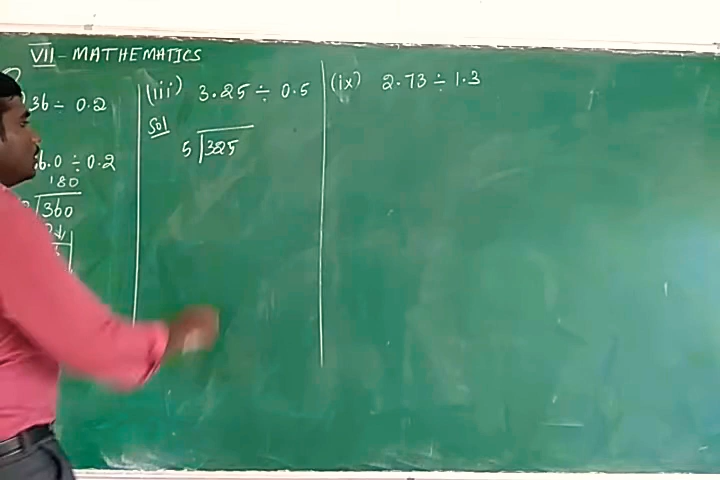 VII - MATHEMATICS
36 ÷ 0.2
6.0 ÷ 0.2
180
360
(iii) 3.25 ÷ 0.5
Sol
5 325
(ix) 2.73 ÷ 1.3